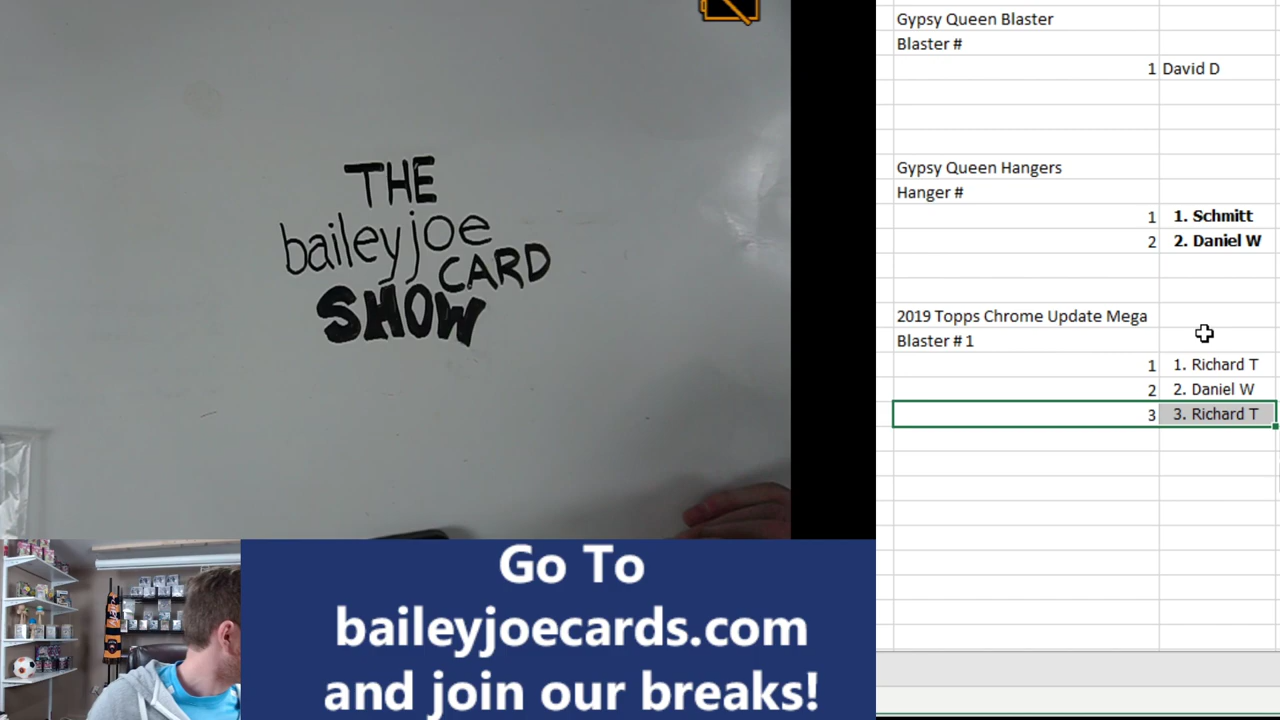 THE
baileyjoe
CARD
SHOW
Go To
baileyjoecards.com
and join our breaks!
Gypsy Queen Blaster
Blaster #
1 David D
Gypsy Queen Hangers
Hanger #
1 1. Schmitt
2 2. Daniel W
2019 Topps Chrome Update Mega
Blaster # 1
1 1. Richard T
2 2. Daniel W
3 3. Richard T